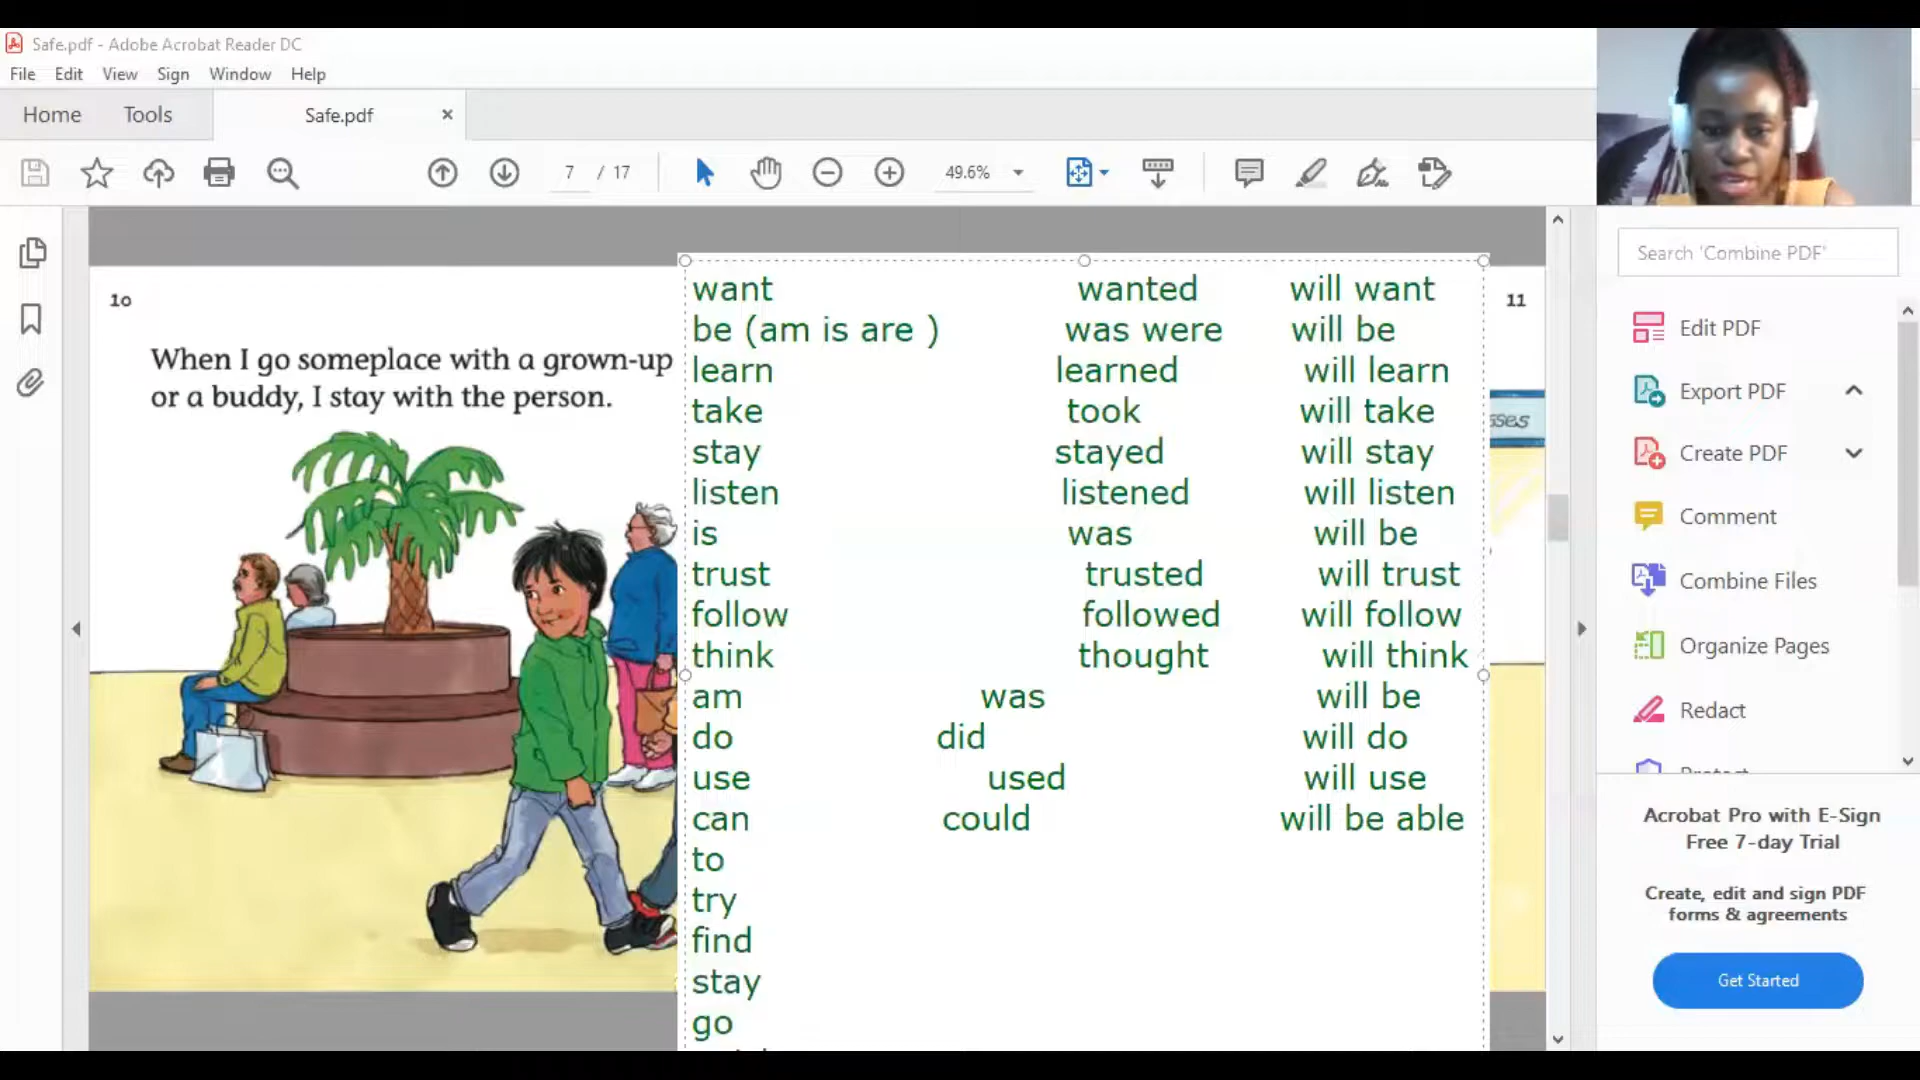 Safe.pdf - Adobe Acrobat Reader DC
File Edit View Sign Window Help
Home Tools Safe.pdf
7 / 17 49.6%
Search 'Combine PDF'
Edit PDF
Export PDF
Create PDF
Comment
Combine Files
Organize Pages
Redact
Acrobat Pro with E-Sign
Free 7-day Trial
Create, edit and sign PDF
forms & agreements
Get Started
10
When I go someplace with a grown-up
or a buddy, I stay with the person.
11
want wanted will want
be (am is are ) was were will be
learn learned will learn
take took will take
stay stayed will stay
listen listened will listen
is was will be
trust trusted will trust
follow followed will follow
think thought will think
am was will be
do did will do
use used will use
can could will be able
to
try
find
stay
go